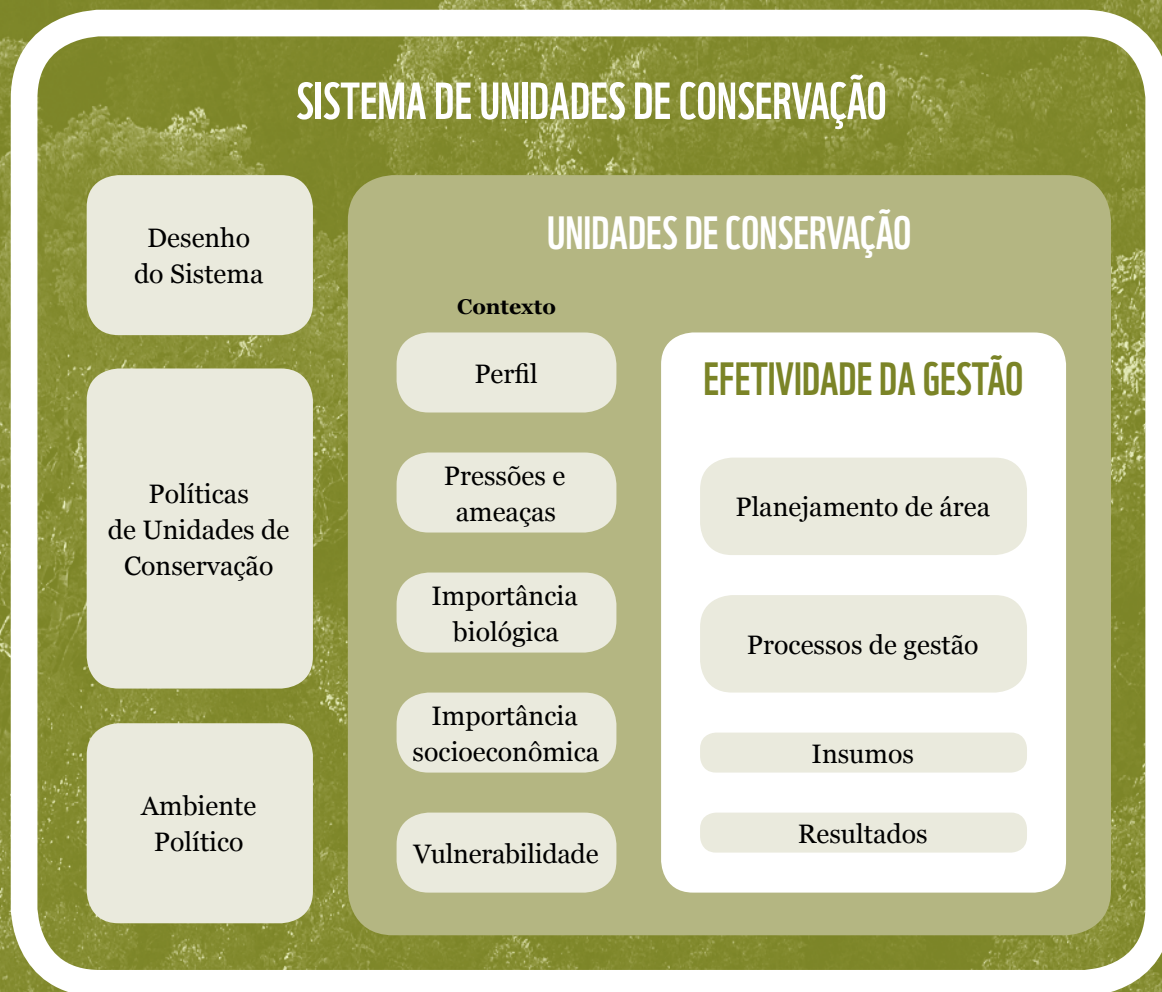 SISTEMA DE UNIDADES DE CONSERVAÇÃO
Desenho
do Sistema
Políticas
de Unidades de
Conservação
Ambiente
Político
UNIDADES DE CONSERVAÇÃO
Contexto
Perfil
Pressões e
ameaças
Importância
biológica
Importância
socioeconômica
Vulnerabilidade
EFETIVIDADE DA GESTÃO
Planejamento de área
Processos de gestão
Insumos
Resultados